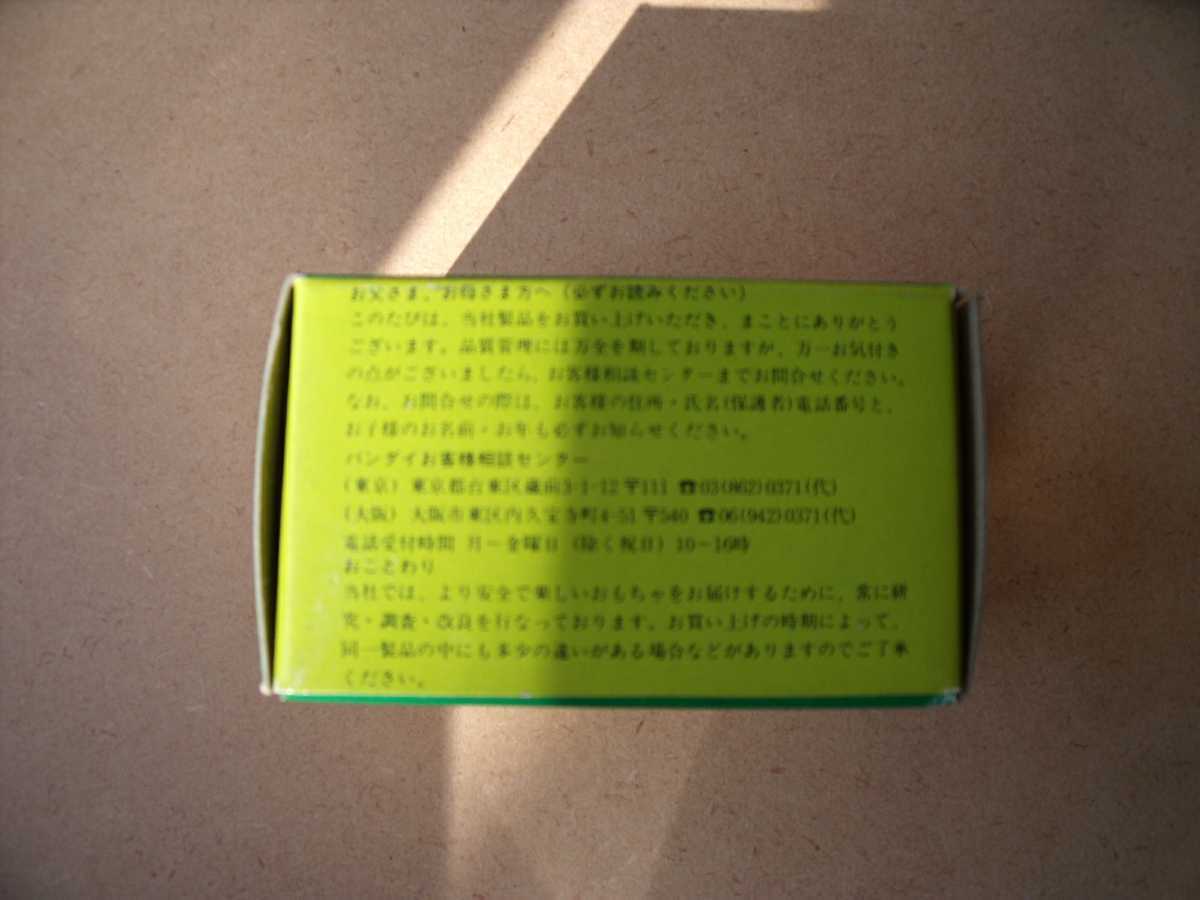 お父さま、お母さま方へ（必ずお読みください）
このたびは、当社製品をお買い上げいただき、まことにありがとう
ございます。品質管理には万全を期しておりますが、万一お気付き
の点がございましたら、お客様相談センターまでお問合せください。
なお、お問合せの際は、お客様の住所・氏名(保護者)電話番号と、
お子様のお名前・お年も必ずお知らせください。
バンダイお客様相談センター
(東京) 東京都台東区蔵前3-1-12 〒111 ☎03(862)0371(代)
(大阪) 大阪市東区内久宝寺町4-51 〒540 ☎06(942)0371(代)
電話受付時間 月～金曜日 (除く祝日) 10～16時
おことわり
当社では、より安全で楽しいおもちゃをお届けするために、常に研
究・調査・改良を行なっております。お買い上げの時期によって、
同一製品の中にも多少の違いがある場合などがありますのでご了承
ください。